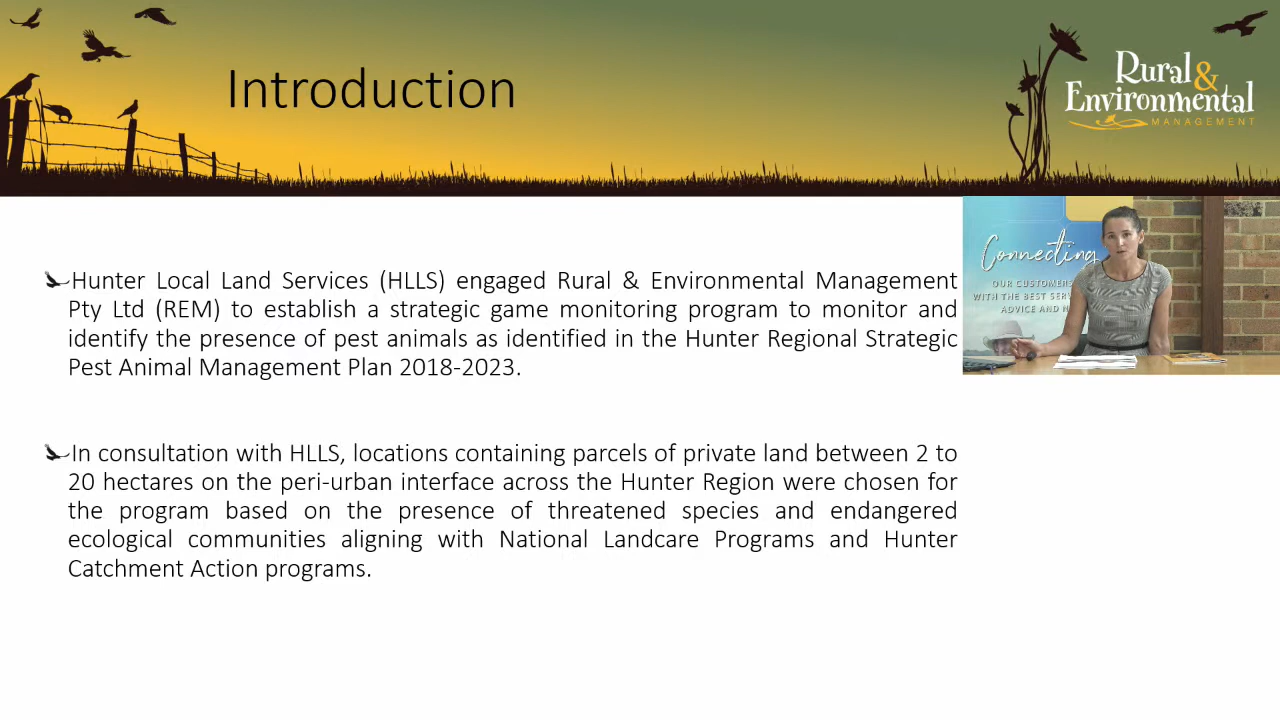 Introduction
Rural &
Environmental
MANAGEMENT
Hunter Local Land Services (HLLS) engaged Rural & Environmental Management
Pty Ltd (REM) to establish a strategic game monitoring program to monitor and
identify the presence of pest animals as identified in the Hunter Regional Strategic
Pest Animal Management Plan 2018-2023.
Connecting
OUR CUSTOMERS
WITH THE BEST
ADVICE AND
In consultation with HLLS, locations containing parcels of private land between 2 to
20 hectares on the peri-urban interface across the Hunter Region were chosen for
the program based on the presence of threatened species and endangered
ecological communities aligning with National Landcare Programs and Hunter
Catchment Action programs.